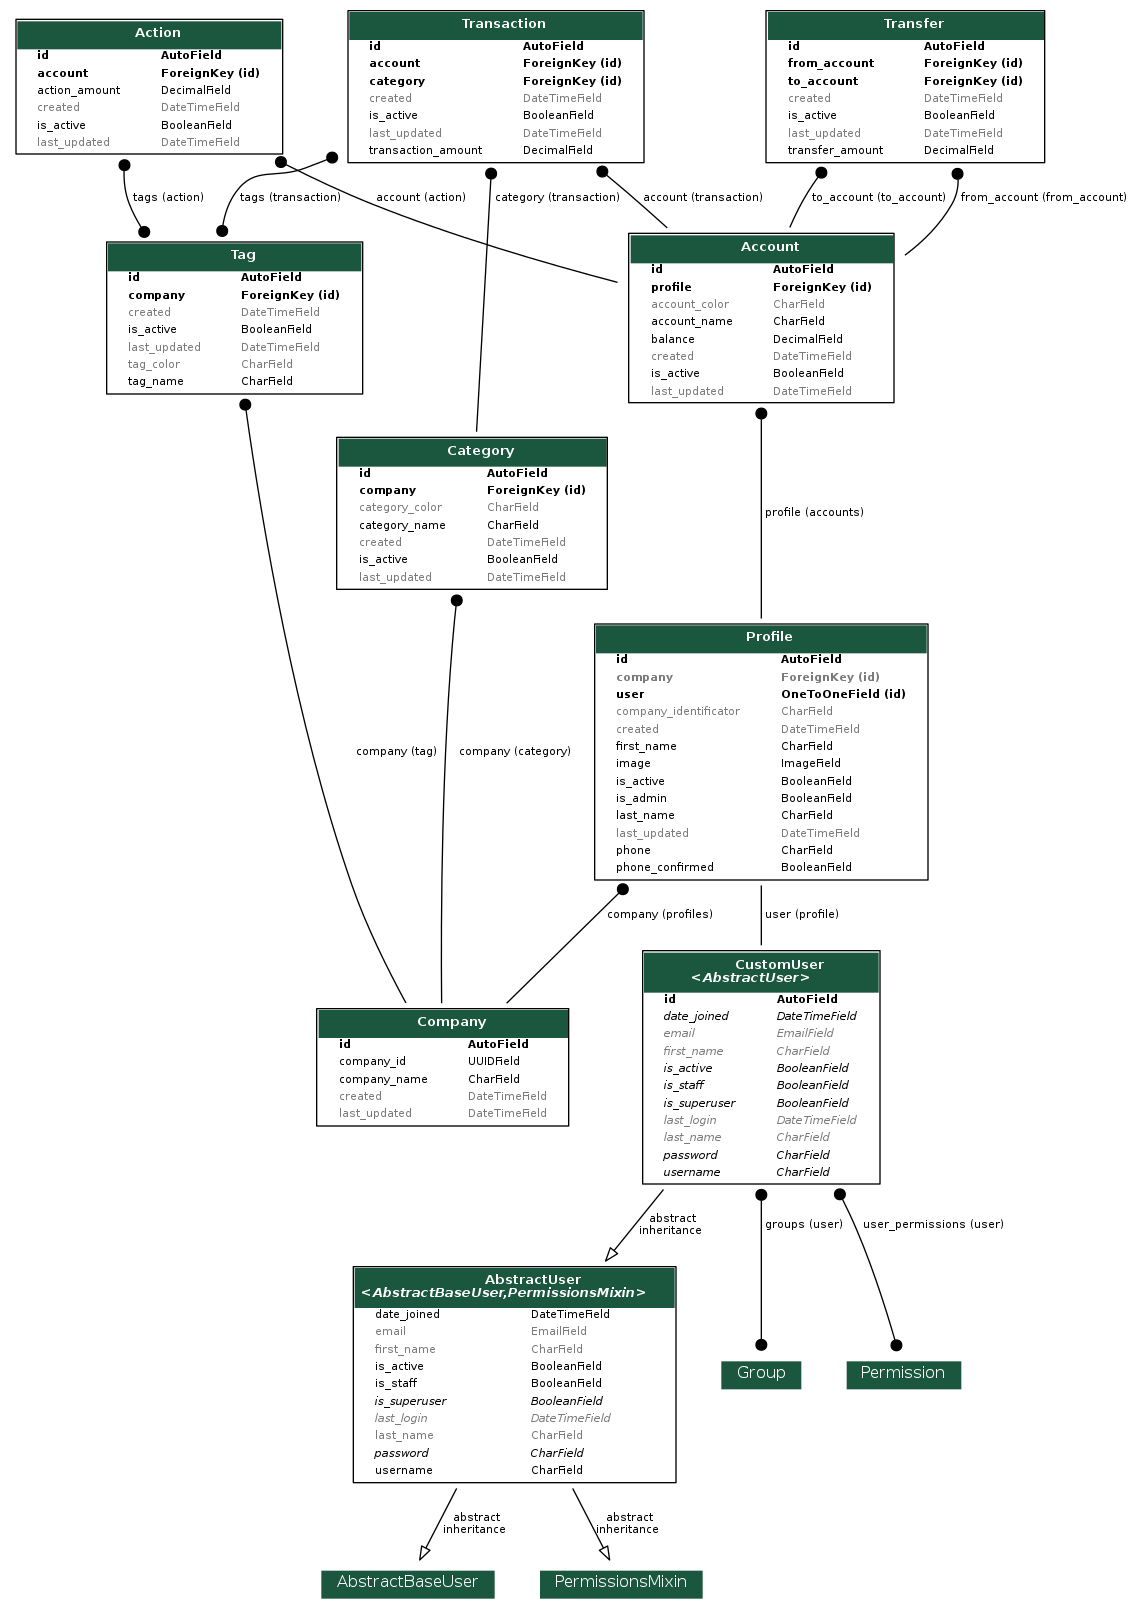 Action
id AutoField
account ForeignKey (id)
action_amount DecimalField
created DateTimeField
is_active BooleanField
last_updated DateTimeField
Transaction
id AutoField
account ForeignKey (id)
category ForeignKey (id)
created DateTimeField
is_active BooleanField
last_updated DateTimeField
transaction_amount DecimalField
Transfer
id AutoField
from_account ForeignKey (id)
to_account ForeignKey (id)
created DateTimeField
is_active BooleanField
last_updated DateTimeField
transfer_amount DecimalField
tags (action)
tags (transaction)
account (action)
category (transaction)
account (transaction)
to_account (to_account)
from_account (from_account)
Tag
id AutoField
company ForeignKey (id)
created DateTimeField
is_active BooleanField
last_updated DateTimeField
tag_color CharField
tag_name CharField
Account
id AutoField
profile ForeignKey (id)
account_color CharField
account_name CharField
balance DecimalField
created DateTimeField
is_active BooleanField
last_updated DateTimeField
Category
id AutoField
company ForeignKey (id)
category_color CharField
category_name CharField
created DateTimeField
is_active BooleanField
last_updated DateTimeField
profile (accounts)
Profile
id AutoField
company ForeignKey (id)
user OneToOneField (id)
company_identificator CharField
created DateTimeField
first_name CharField
image ImageField
is_active BooleanField
is_admin BooleanField
last_name CharField
last_updated DateTimeField
phone CharField
phone_confirmed BooleanField
company (tag)
company (category)
company (profiles)
user (profile)
Company
id AutoField
company_id UUIDField
company_name CharField
created DateTimeField
last_updated DateTimeField
CustomUser
<AbstractUser>
id AutoField
date_joined DateTimeField
email EmailField
first_name CharField
is_active BooleanField
is_staff BooleanField
is_superuser BooleanField
last_login DateTimeField
last_name CharField
password CharField
username CharField
abstract
inheritance
groups (user)
user_permissions (user)
AbstractUser
<AbstractBaseUser,PermissionsMixin>
date_joined DateTimeField
email EmailField
first_name CharField
is_active BooleanField
is_staff BooleanField
is_superuser BooleanField
last_login DateTimeField
last_name CharField
password CharField
username CharField
Group
Permission
abstract
inheritance
abstract
inheritance
AbstractBaseUser
PermissionsMixin